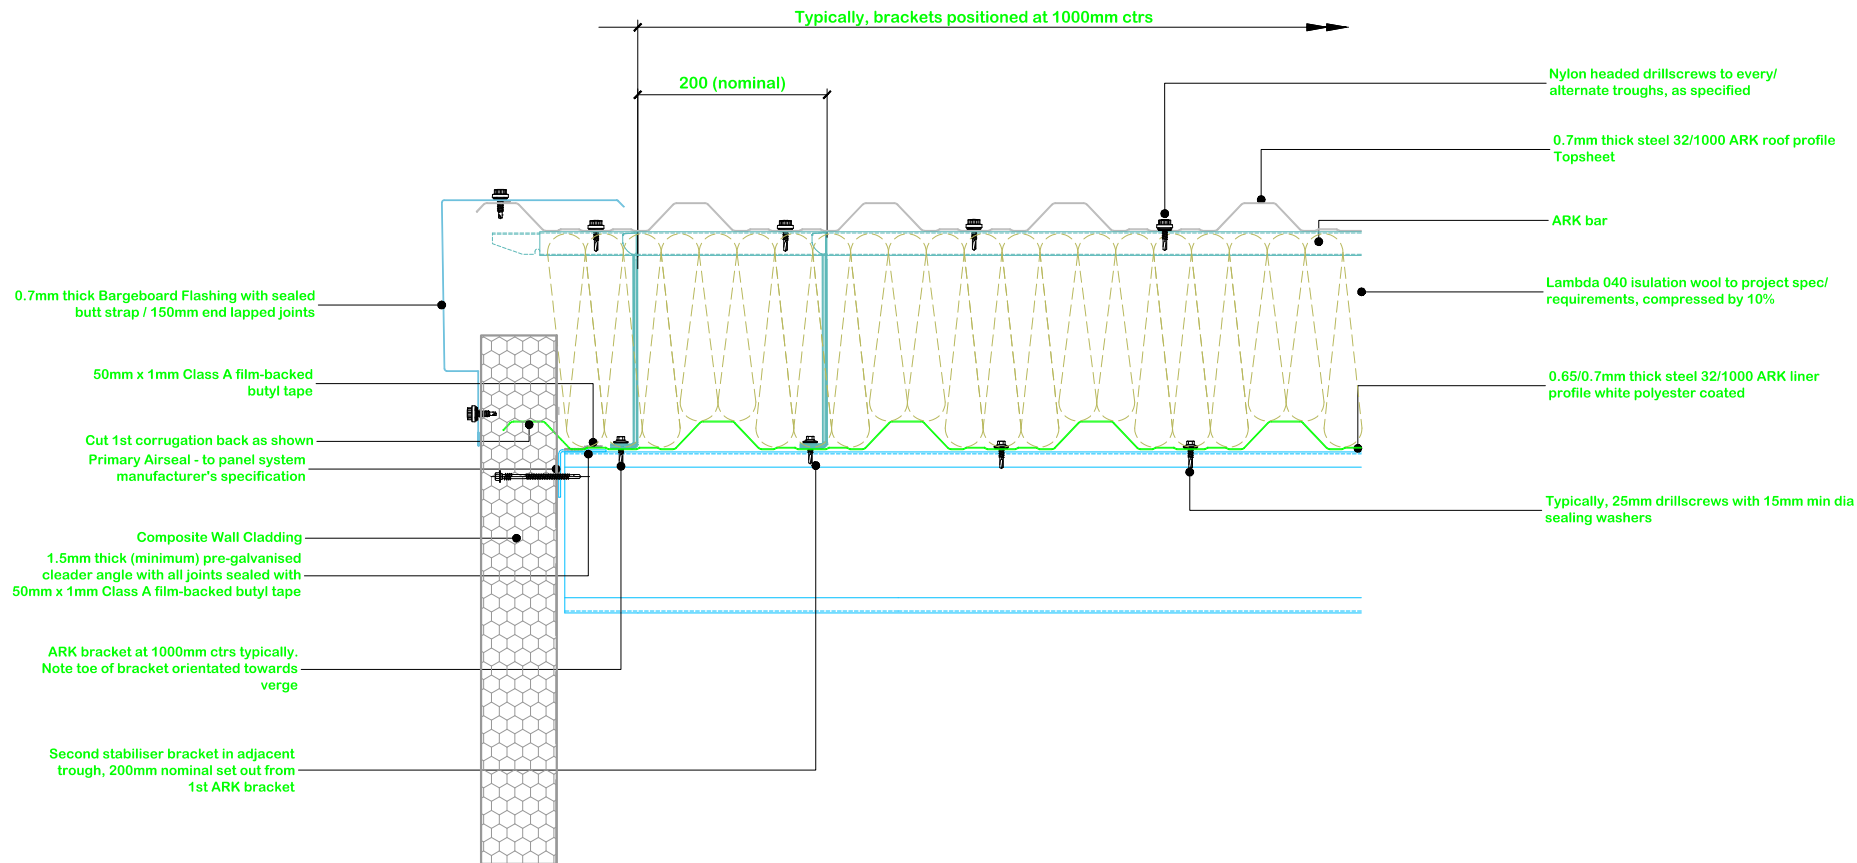 Typically, brackets positioned at 1000mm ctrs
200 (nominal)
Nylon headed drillscrews to every/
alternate troughs, as specified
0.7mm thick steel 32/1000 ARK roof profile
Topsheet
ARK bar
Lambda 040 isulation wool to project spec/
requirements, compressed by 10%
0.65/0.7mm thick steel 32/1000 ARK liner
profile white polyester coated
Typically, 25mm drillscrews with 15mm min dia
sealing washers
0.7mm thick Bargeboard Flashing with sealed
butt strap / 150mm end lapped joints
50mm x 1mm Class A film-backed
butyl tape
Cut 1st corrugation back as shown
Primary Airseal - to panel system
manufacturer's specification
Composite Wall Cladding
1.5mm thick (minimum) pre-galvanised
cleader angle with all joints sealed with
50mm x 1mm Class A film-backed butyl tape
ARK bracket at 1000mm ctrs typically.
Note toe of bracket orientated towards
verge
Second stabiliser bracket in adjacent
trough, 200mm nominal set out from
1st ARK bracket